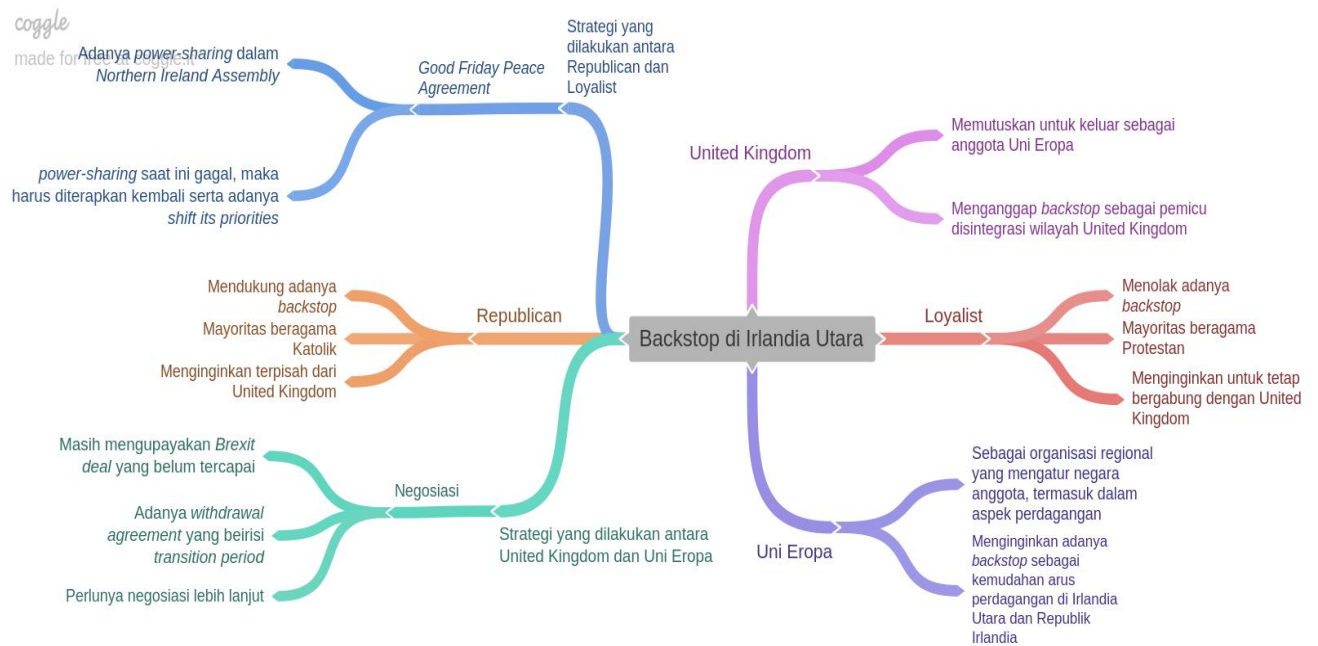 coggle
made for free at coggle.it
Adanya power-sharing dalam
Northern Ireland Assembly
power-sharing saat ini gagal, maka
harus diterapkan kembali serta adanya
shift its priorities
Good Friday Peace
Agreement
Strategi yang
dilakukan antara
Republican dan
Loyalist
United Kingdom
Memutuskan untuk keluar sebagai
anggota Uni Eropa
Menganggap backstop sebagai pemicu
disintegrasi wilayah United Kingdom
Mendukung adanya
backstop
Mayoritas beragama
Katolik
Menginginkan terpisah dari
United Kingdom
Republican
Backstop di Irlandia Utara
Loyalist
Menolak adanya
backstop
Mayoritas beragama
Protestan
Menginginkan untuk tetap
bergabung dengan United
Kingdom
Masih mengupayakan Brexit
deal yang belum tercapai
Adanya withdrawal
agreement yang beirisi
transition period
Perlunya negosiasi lebih lanjut
Negosiasi
Strategi yang dilakukan antara
United Kingdom dan Uni Eropa
Uni Eropa
Sebagai organisasi regional
yang mengatur negara
anggota, termasuk dalam
aspek perdagangan
Menginginkan adanya
backstop sebagai
kemudahan arus
perdagangan di Irlandia
Utara dan Republik
Irlandia